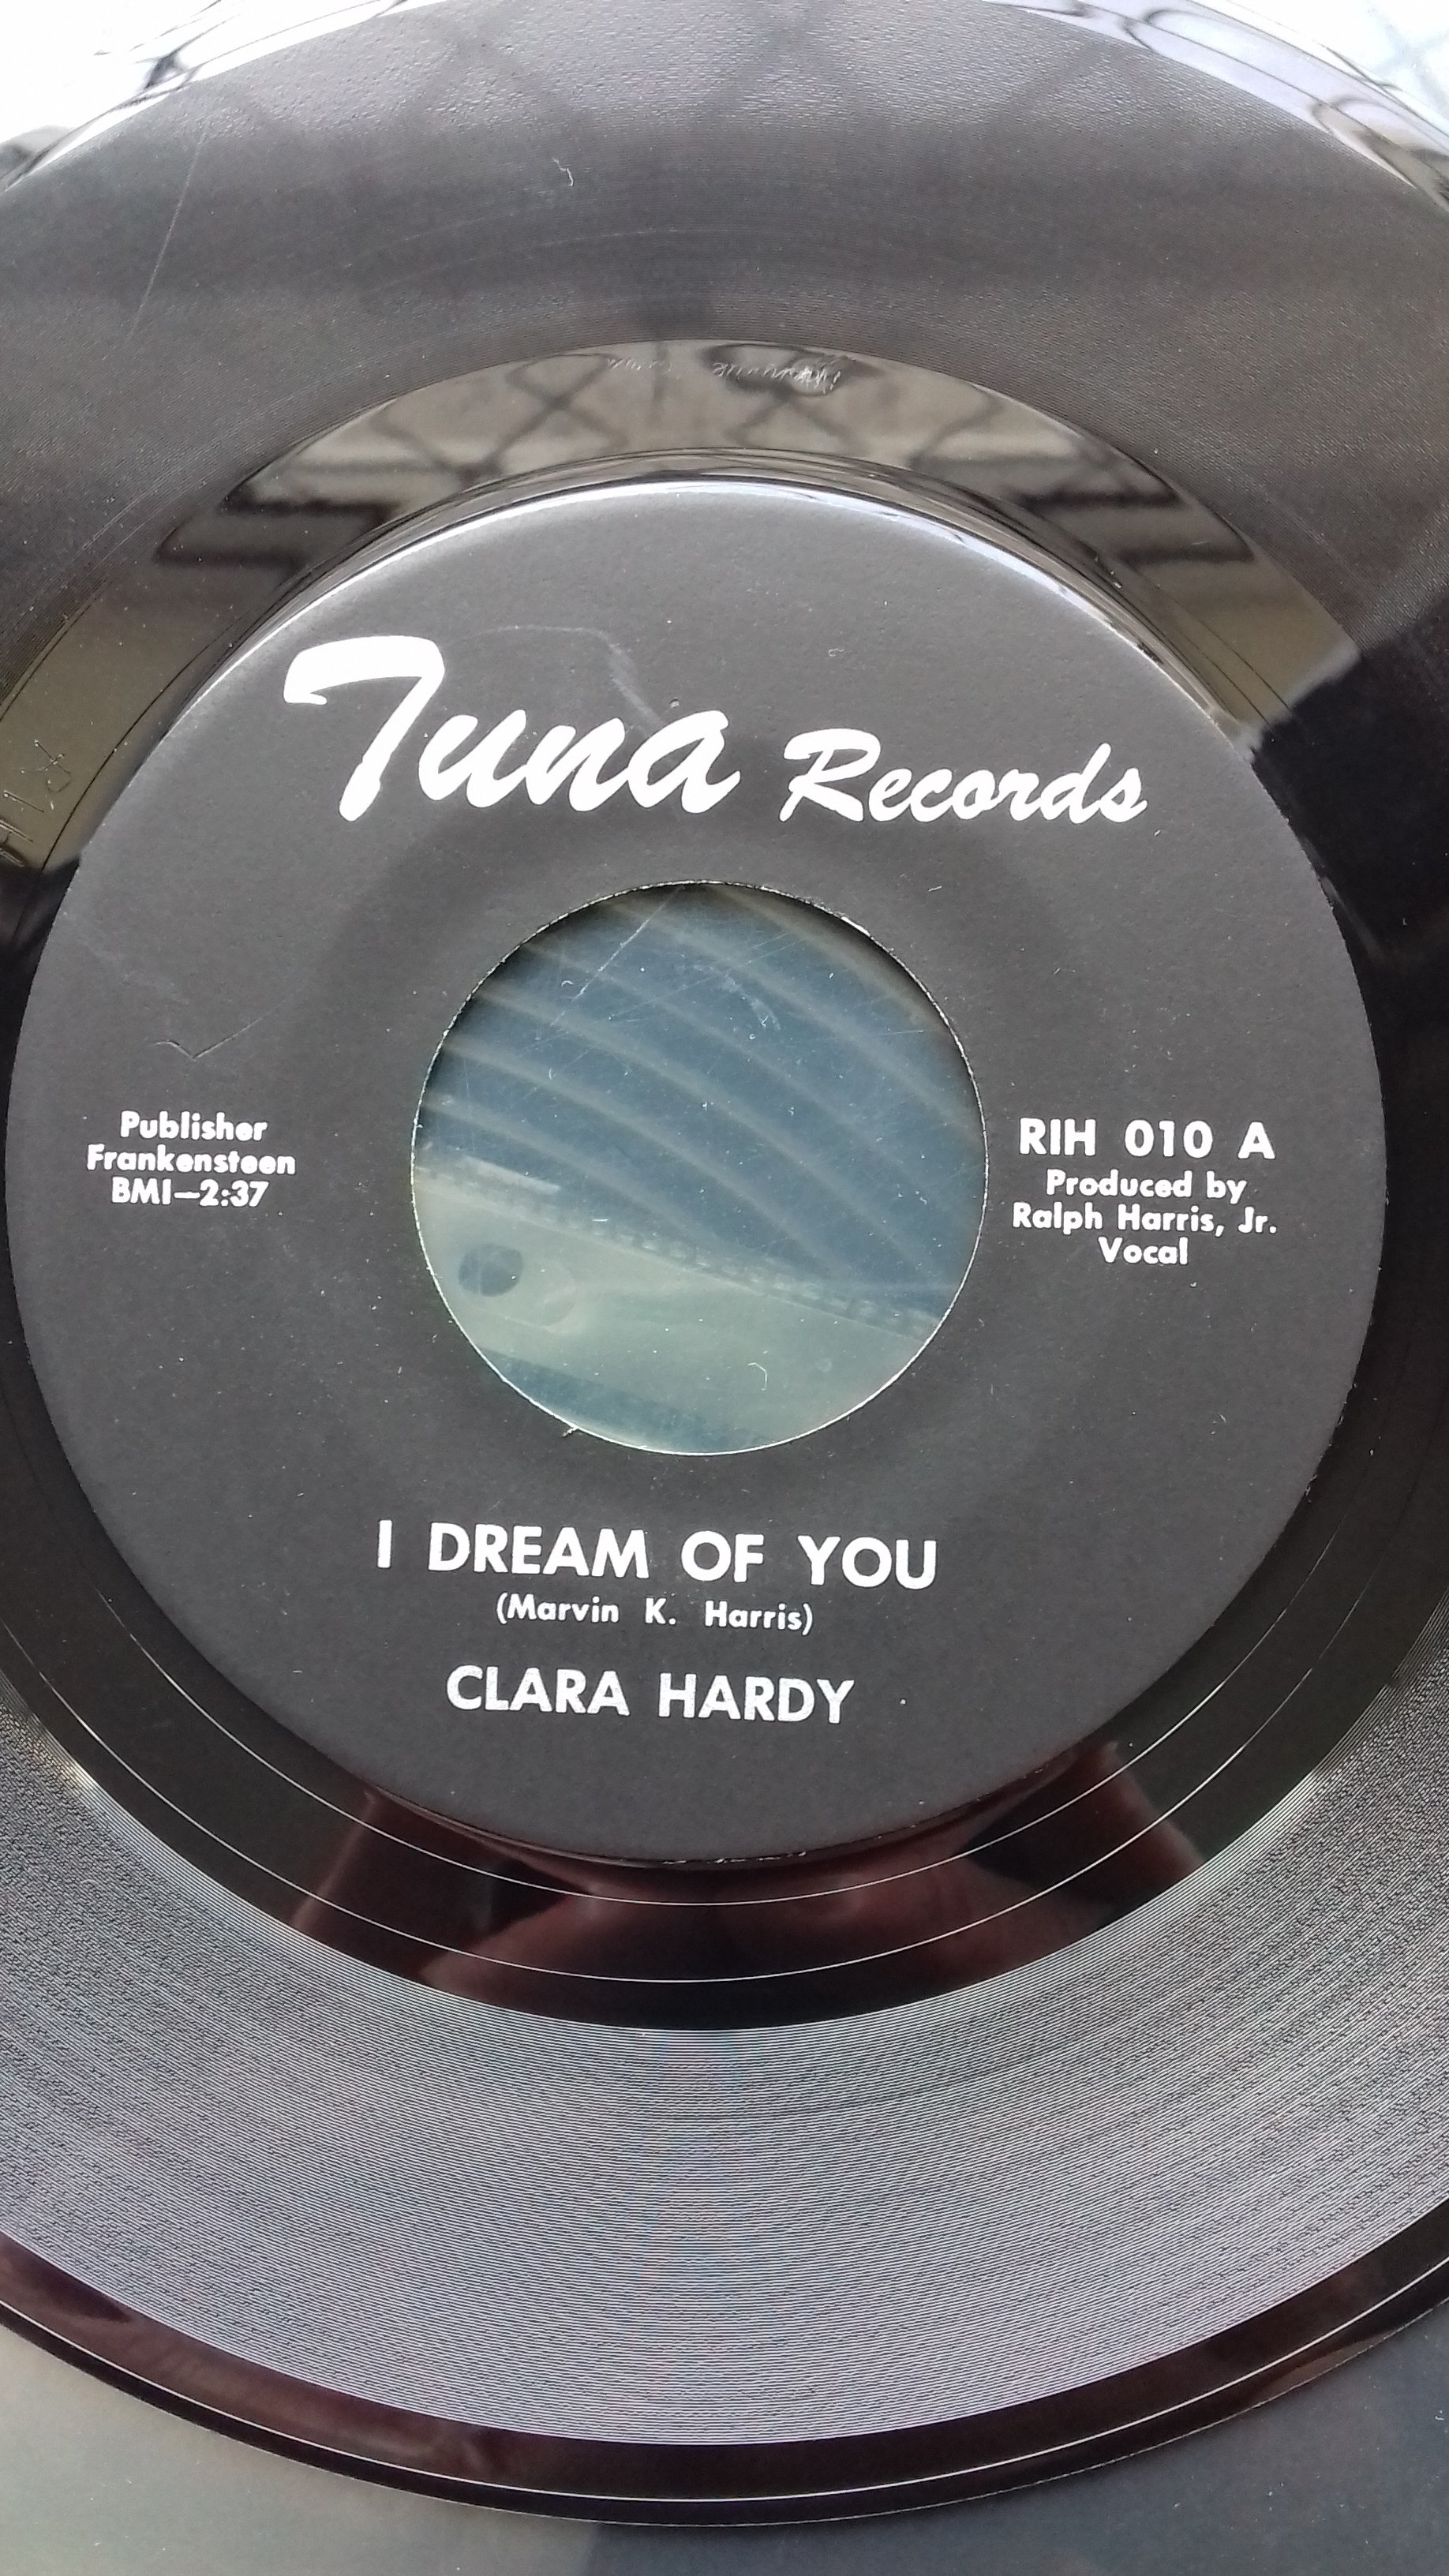 Tuna Records
Publisher
Frankensteen
BMI—2:37
RIH 010 A
Produced by
Ralph Harris, Jr.
Vocal
I DREAM OF YOU
(Marvin K. Harris)
CLARA HARDY